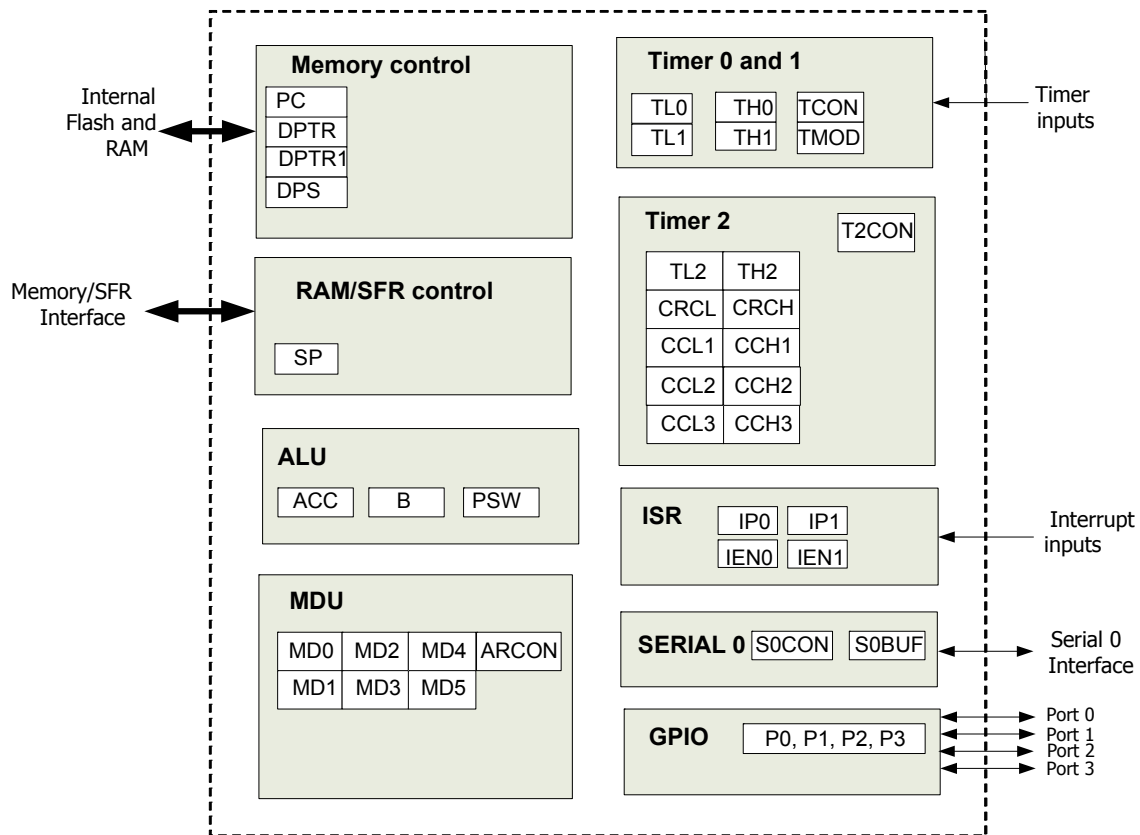 Memory control
PC
DPTR
DPTR1
DPS
Internal
Flash and
RAM
RAM/SFR control
SP
Memory/SFR
Interface
ALU
ACC B PSW
MDU
MD0 MD2 MD4 ARCON
MD1 MD3 MD5
Timer 0 and 1
TL0 TH0 TCON
TL1 TH1 TMOD
Timer
inputs
Timer 2
T2CON
TL2 TH2
CRCL CRCH
CCL1 CCH1
CCL2 CCH2
CCL3 CCH3
ISR IP0 IP1
IEN0 IEN1
Interrupt
inputs
SERIAL 0 S0CON S0BUF
Serial 0
Interface
GPIO P0, P1, P2, P3
Port 0
Port 1
Port 2
Port 3